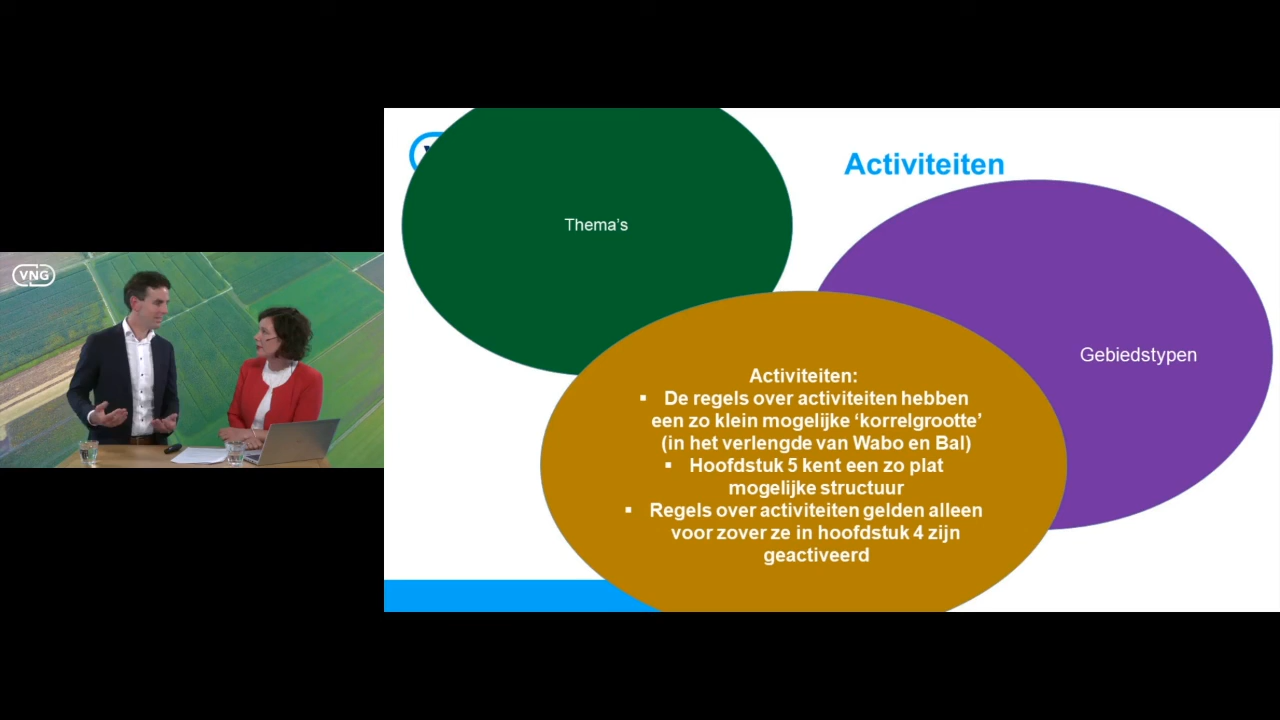 VNG
Activiteiten
Thema's
Gebiedstypen
Activiteiten:
▪ De regels over activiteiten hebben
een zo klein mogelijke ‘korrelgrootte’
(in het verlengde van Wabo en Bal)
▪ Hoofdstuk 5 kent een zo plat
mogelijke structuur
▪ Regels over activiteiten gelden alleen
voor zover ze in hoofdstuk 4 zijn
geactiveerd